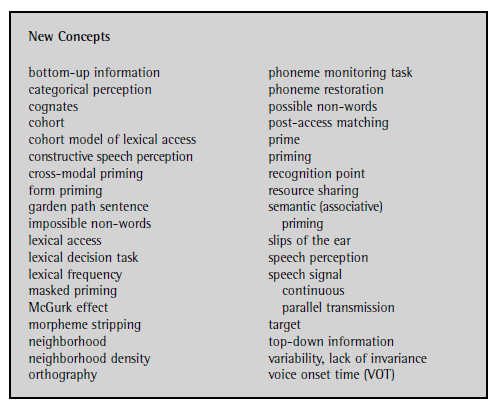 New Concepts
bottom-up information
categorical perception
cognates
cohort
cohort model of lexical access
constructive speech perception
cross-modal priming
form priming
garden path sentence
impossible non-words
lexical access
lexical decision task
lexical frequency
masked priming
McGurk effect
morpheme stripping
neighborhood
neighborhood density
orthography
phoneme monitoring task
phoneme restoration
possible non-words
post-access matching
prime
priming
recognition point
resource sharing
semantic (associative)
priming
slips of the ear
speech perception
speech signal
continuous
parallel transmission
target
top-down information
variability, lack of invariance
voice onset time (VOT)